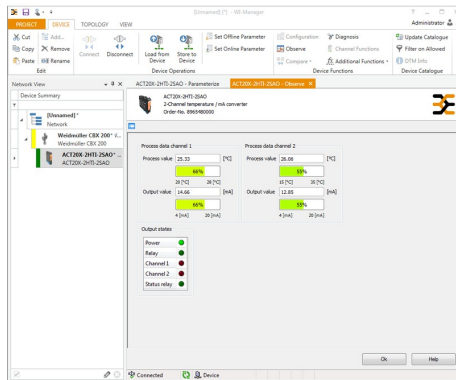 [Unnamed] (*) - WI-Manager
PROJECT DEVICE TOPOLOGY VIEW Administrator
Cut Add...
Copy Remove
Paste Rename
Connect Disconnect
Load from Device Store to Device
Set Offline Parameter
Set Online Parameter
Configuration Diagnosis
Observe Channel Functions
Compare Additional Functions
Update Catalogue
Filter on Allowed
DTM Info
Edit Device Operations Device Functions Device Catalogue
Network View
Device Summary
[Unnamed]*
Network
Weidmüller CBX 200*
Weidmüller CBX 200
ACT20X-2HTI-2SAO* ...
ACT20X-2HTI-2SAO
ACT20X-2HTI-2SAO - Parameterize ACT20X-2HTI-2SAO - Observe
ACT20X-2HTI-2SAO
2-Channel temperature / mA converter
Order-No. 8965480000
Process data channel 1 Process data channel 2
Process value 25.33 [°C] Process value 26.06 [°C]
66% 55%
20 [°C] 28 [°C] 15 [°C] 35 [°C]
Output value 14.66 [mA] Output value 12.85 [mA]
66% 55%
4 [mA] 20 [mA] 4 [mA] 20 [mA]
Output states
Power
Relay
Channel 1
Channel 2
Status relay
Ok Help
Connected Device